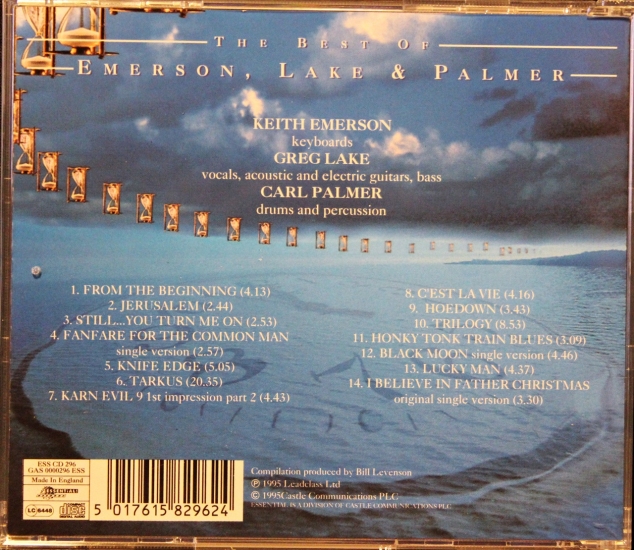 THE BEST OF
EMERSON, LAKE & PALMER
KEITH EMERSON
keyboards
GREG LAKE
vocals, acoustic and electric guitars, bass
CARL PALMER
drums and percussion
1. FROM THE BEGINNING (4.13)
2. JERUSALEM (2.44)
3. STILL...YOU TURN ME ON (2.53)
4. FANFARE FOR THE COMMON MAN
single version (2.57)
5. KNIFE EDGE (5.05)
6. TARKUS (20.35)
7. KARN EVIL 9 1st impression part 2 (4.43)
8. C'EST LA VIE (4.16)
9. HOEDOWN (3.43)
10. TRILOGY (8.53)
11. HONKY TONK TRAIN BLUES (3.09)
12. BLACK MOON single version (4.46)
13. LUCKY MAN (4.37)
14. I BELIEVE IN FATHER CHRISTMAS
original single version (3.30)
ESS CD 296
GAS 0000296 ESS
Made In England
ESSENTIAL!
LC 6448
COMPACT disc DIGITAL AUDIO
5 017615 829624
Compilation produced by Bill Levenson
℗ 1995 Leadclass Ltd
© 1995Castle Communications PLC
ESSENTIAL IS A DIVISION OF CASTLE COMMUNICATIONS PLC